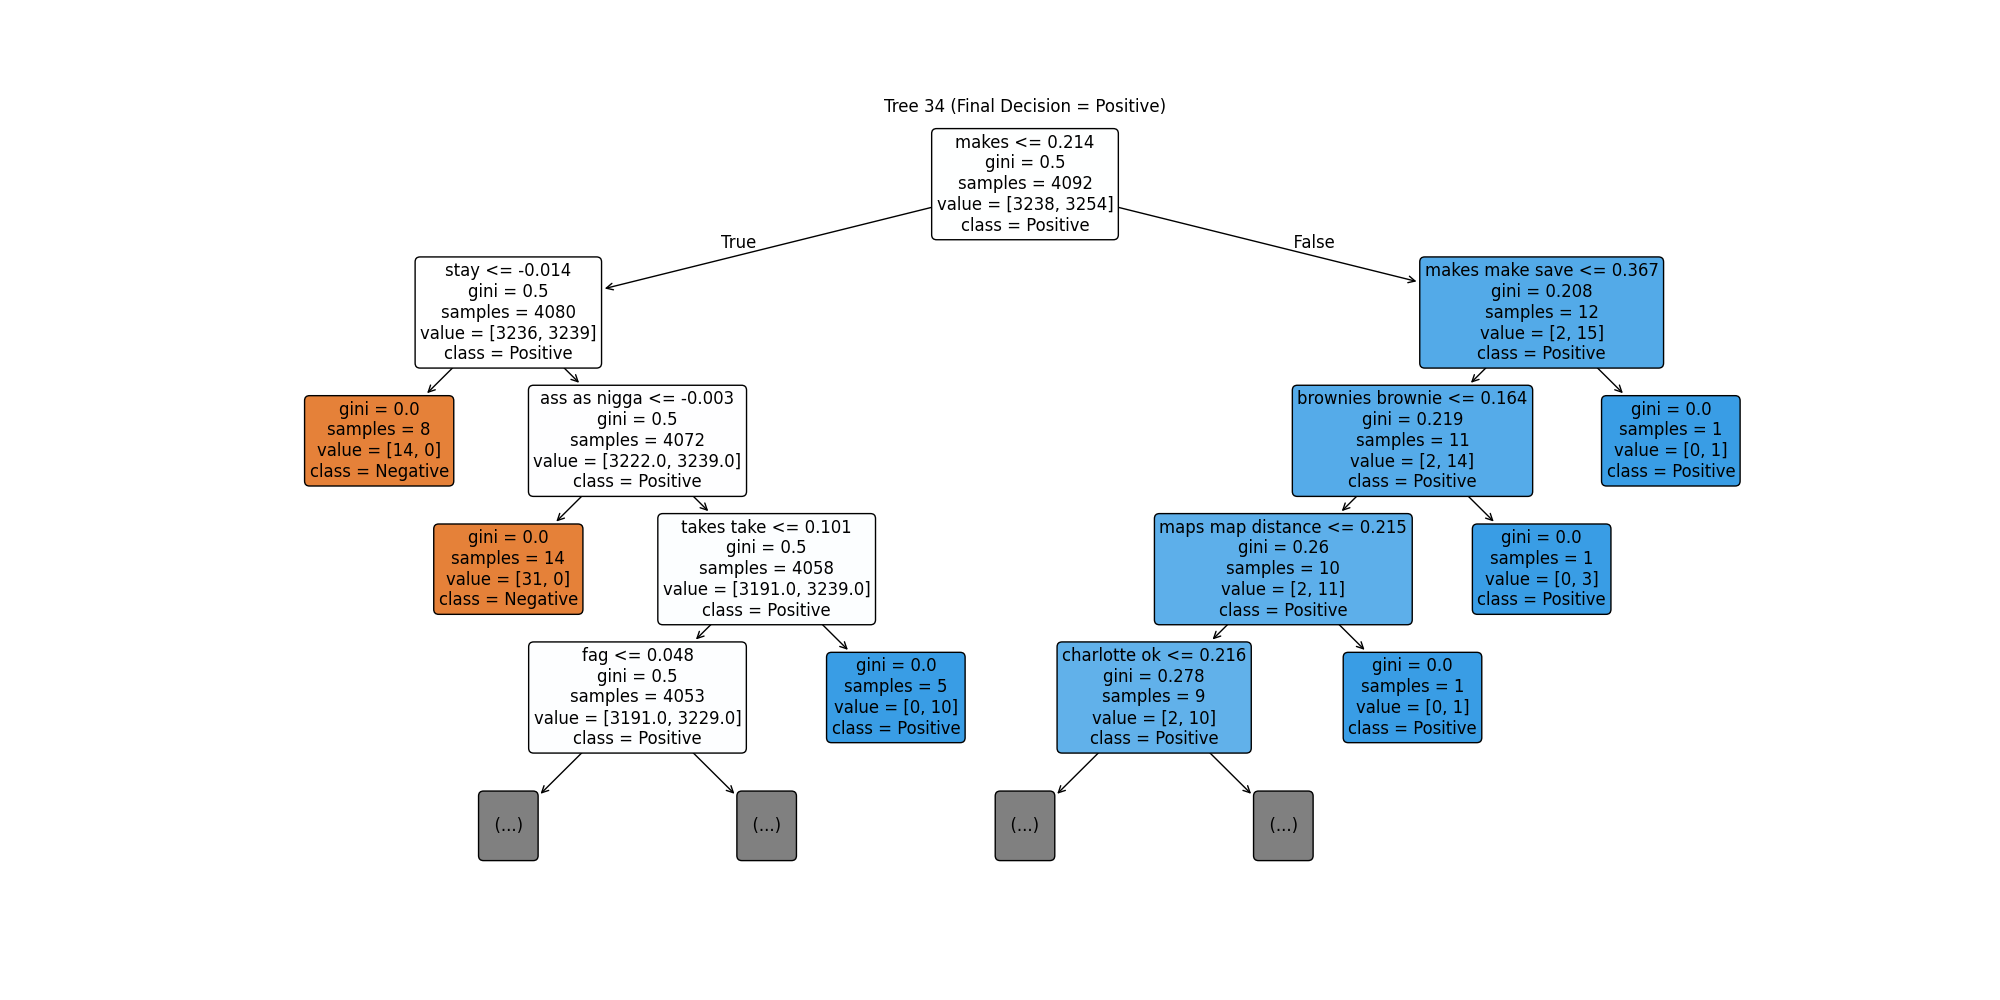 Tree 34 (Final Decision = Positive)
makes <= 0.214
gini = 0.5
samples = 4092
value = [3238, 3254]
class = Positive
True
False
stay <= -0.014
gini = 0.5
samples = 4080
value = [3236, 3239]
class = Positive
makes make save <= 0.367
gini = 0.208
samples = 12
value = [2, 15]
class = Positive
gini = 0.0
samples = 8
value = [14, 0]
class = Negative
ass as nigga <= -0.003
gini = 0.5
samples = 4072
value = [3222.0, 3239.0]
class = Positive
brownies brownie <= 0.164
gini = 0.219
samples = 11
value = [2, 14]
class = Positive
gini = 0.0
samples = 1
value = [0, 1]
class = Positive
gini = 0.0
samples = 14
value = [31, 0]
class = Negative
takes take <= 0.101
gini = 0.5
samples = 4058
value = [3191.0, 3239.0]
class = Positive
maps map distance <= 0.215
gini = 0.26
samples = 10
value = [2, 11]
class = Positive
gini = 0.0
samples = 1
value = [0, 3]
class = Positive
fag <= 0.048
gini = 0.5
samples = 4053
value = [3191.0, 3229.0]
class = Positive
gini = 0.0
samples = 5
value = [0, 10]
class = Positive
charlotte ok <= 0.216
gini = 0.278
samples = 9
value = [2, 10]
class = Positive
gini = 0.0
samples = 1
value = [0, 1]
class = Positive
(...)
(...)
(...)
(...)